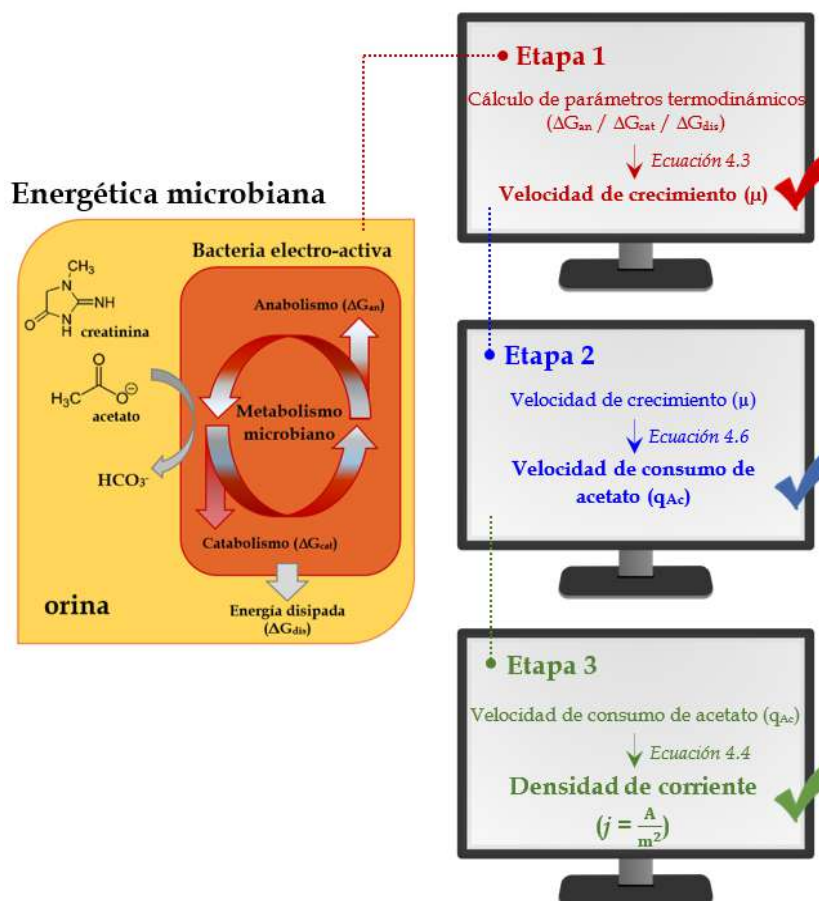 Energética microbiana
Bacteria electro-activa
CH₃
N
NH
N
H
O
creatinina
Anabolismo (ΔGan)
O
H₃C
O⊖
acetato
Metabolismo
microbiano
HCO₃⁻
Catabolismo (ΔGcat)
orina
Energía disipada
(ΔGdis)
• Etapa 1
Cálculo de parámetros termodinámicos
(ΔGan / ΔGcat / ΔGdis)
Ecuación 4.3
Velocidad de crecimiento (µ)
• Etapa 2
Velocidad de crecimiento (µ)
Ecuación 4.6
Velocidad de consumo de
acetato (qAc)
• Etapa 3
Velocidad de consumo de acetato (qAc)
Ecuación 4.4
Densidad de corriente
(j = A/m²)